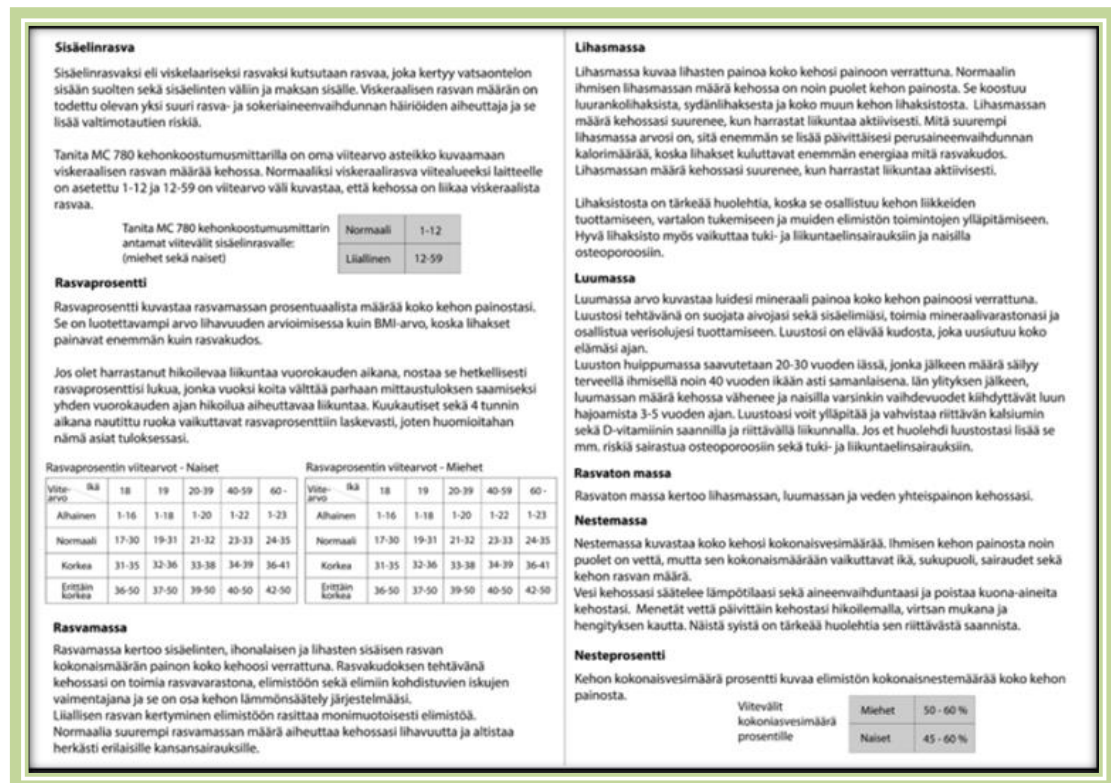 Sisäelinrasva
Sisäelinrasvaksi eli viskelaariseksi rasvaksi kutsutaan rasvaa, joka kertyy vatsaontelon
sisään suolten sekä sisäelinten väliin ja maksan sisälle. Viskeraalisen rasvan määrän on
todettu olevan yksi suuri rasva- ja sokeriaineenvaihdunnan häiriöiden aiheuttaja ja se
lisää valtimotautien riskiä.
Tanita MC 780 kehonkoostumusmittarilla on oma viitearvo asteikko kuvaamaan
viskeraalisen rasvan määrää kehossa. Normaaliksi viskeraalirasva viitealueeksi laitteelle
on asetettu 1-12 ja 12-59 on viitearvo väli kuvastaa, että kehossa on liikaa viskeraalista
rasvaa.
Tanita MC 780 kehonkoostumusmittarin
antamat viitevälit sisäelinrasvalle:
(miehet sekä naiset)
Normaali 1-12
Liiallinen 12-59
Rasvaprosentti
Rasvaprosentti kuvastaa rasvamassan prosentuaalista määrää koko kehon painostasi.
Se on luotettavampi arvo lihavuuden arvioimisessa kuin BMI-arvo, koska lihakset
painavat enemmän kuin rasvakudos.
Jos olet harrastanut hikoilevaa liikuntaa vuorokauden aikana, nostaa se hetkellisesti
rasvaprosenttisi lukua, jonka vuoksi koita välttää parhaan mittaustuloksen saamiseksi
yhden vuorokauden ajan hikoilua aiheuttavaa liikuntaa. Kuukautiset sekä 4 tunnin
aikana nautittu ruoka vaikuttavat rasvaprosenttiin laskevasti, joten huomioitahan
nämä asiat tuloksessasi.
Rasvaprosentin viitearvot - Naiset
Viite-arvo Ikä 18 19 20-39 40-59 60 -
Alhainen 1-16 1-18 1-20 1-22 1-23
Normaali 17-30 19-31 21-32 23-33 24-35
Korkea 31-35 32-36 33-38 34-39 36-41
Erittäin korkea 36-50 37-50 39-50 40-50 42-50
Rasvaprosentin viitearvot - Miehet
Viite-arvo Ikä 18 19 20-39 40-59 60 -
Alhainen 1-16 1-18 1-20 1-22 1-23
Normaali 17-30 19-31 21-32 23-33 24-35
Korkea 31-35 32-36 33-38 34-39 36-41
Erittäin korkea 36-50 37-50 39-50 40-50 42-50
Rasvamassa
Rasvamassa kertoo sisäelinten, ihonalaisen ja lihasten sisäisen rasvan
kokonaismäärän painon koko kehoosi verrattuna. Rasvakudoksen tehtävänä
kehossasi on toimia rasvavarastona, elimistöön sekä elimiin kohdistuvien iskujen
vaimentajana ja se on osa kehon lämmönsäätely järjestelmääsi.
Liiallisen rasvan kertyminen elimistöön rasittaa monimuotoisesti elimistöä.
Normaalia suurempi rasvamassan määrä aiheuttaa kehossasi lihavuutta ja altistaa
herkästi erilaisille kansansairauksille.
Lihasmassa
Lihasmassa kuvaa lihasten painoa koko kehosi painoon verrattuna. Normaalin
ihmisen lihasmassan määrä kehossa on noin puolet kehon painosta. Se koostuu
luurankolihaksista, sydänlihaksesta ja koko muun kehon lihaksistosta. Lihasmassan
määrä kehossasi suurenee, kun harrastat liikuntaa aktiivisesti. Mitä suurempi
lihasmassa arvosi on, sitä enemmän se lisää päivittäisesi perusaineenvaihdunnan
kalorimäärää, koska lihakset kuluttavat enemmän energiaa mitä rasvakudos.
Lihasmassan määrä kehossasi suurenee, kun harrastat liikuntaa aktiivisesti.
Lihaksistosta on tärkeää huolehtia, koska se osallistuu kehon liikkeiden
tuottamiseen, vartalon tukemiseen ja muiden elimistön toimintojen ylläpitämiseen.
Hyvä lihaksisto myös vaikuttaa tuki- ja liikuntaelinsairauksiin ja naisilla
osteoporoosiin.
Luumassa
Luumassa arvo kuvastaa luidesi mineraali painoa koko kehon painoosi verrattuna.
Luustosi tehtävänä on suojata aivojasi sekä sisäelimiäsi, toimia mineraalivarastonasi ja
osallistua verisolujesi tuottamiseen. Luustosi on elävää kudosta, joka uusiutuu koko
elämäsi ajan.
Luuston huippumassa saavutetaan 20-30 vuoden iässä, jonka jälkeen määrä säilyy
terveellä ihmisellä noin 40 vuoden ikään asti samanlaisena. Iän ylityksen jälkeen,
luumassan määrä kehossa vähenee ja naisilla varsinkin vaihdevuodet kiihdyttävät luun
hajoamista 3-5 vuoden ajan. Luustoasi voit ylläpitää ja vahvistaa riittävän kalsiumin
sekä D-vitamiinin saannilla ja riittävällä liikunnalla. Jos et huolehdi luustostasi lisää se
mm. riskiä sairastua osteoporoosiin sekä tuki- ja liikuntaelinsairauksiin.
Rasvaton massa
Rasvaton massa kertoo lihasmassan, luumassan ja veden yhteispainon kehossasi.
Nestemassa
Nestemassa kuvastaa koko kehosi kokonaisvesimäärää. Ihmisen kehon painosta noin
puolet on vettä, mutta sen kokonaismäärään vaikuttavat ikä, sukupuoli, sairaudet sekä
kehon rasvan määrä.
Vesi kehossasi säätelee lämpötilaasi sekä aineenvaihduntaasi ja poistaa kuona-aineita
kehostasi. Menetät vettä päivittäin kehostasi hikoilemalla, virtsan mukana ja
hengityksen kautta. Näistä syistä on tärkeää huolehtia sen riittävästä saannista.
Nesteprosentti
Kehon kokonaisvesimäärä prosentti kuvaa elimistön kokonaisnestemäärää koko kehon
painosta.
Viitevälit
kokoniasvesimäärä
prosentille
Miehet 50 - 60 %
Naiset 45 - 60 %